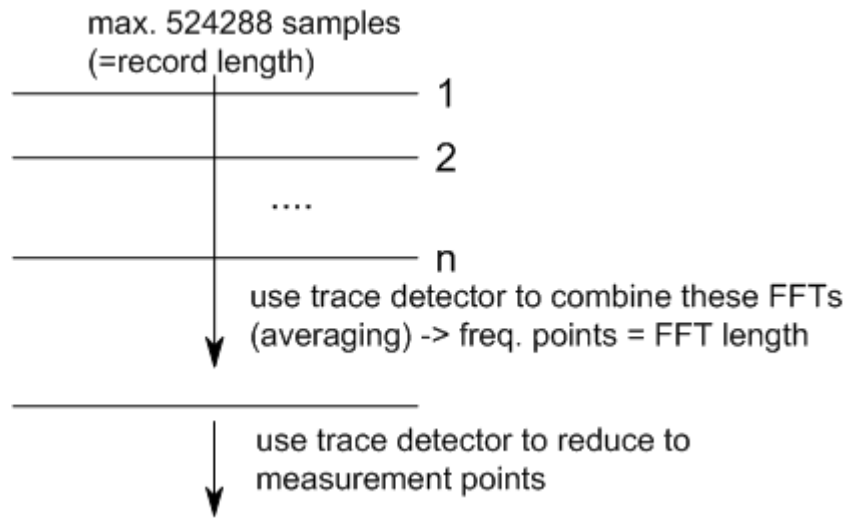 max. 524288 samples
(=record length)
1
2
....
n
use trace detector to combine these FFTs
(averaging) -> freq. points = FFT length
use trace detector to reduce to
measurement points